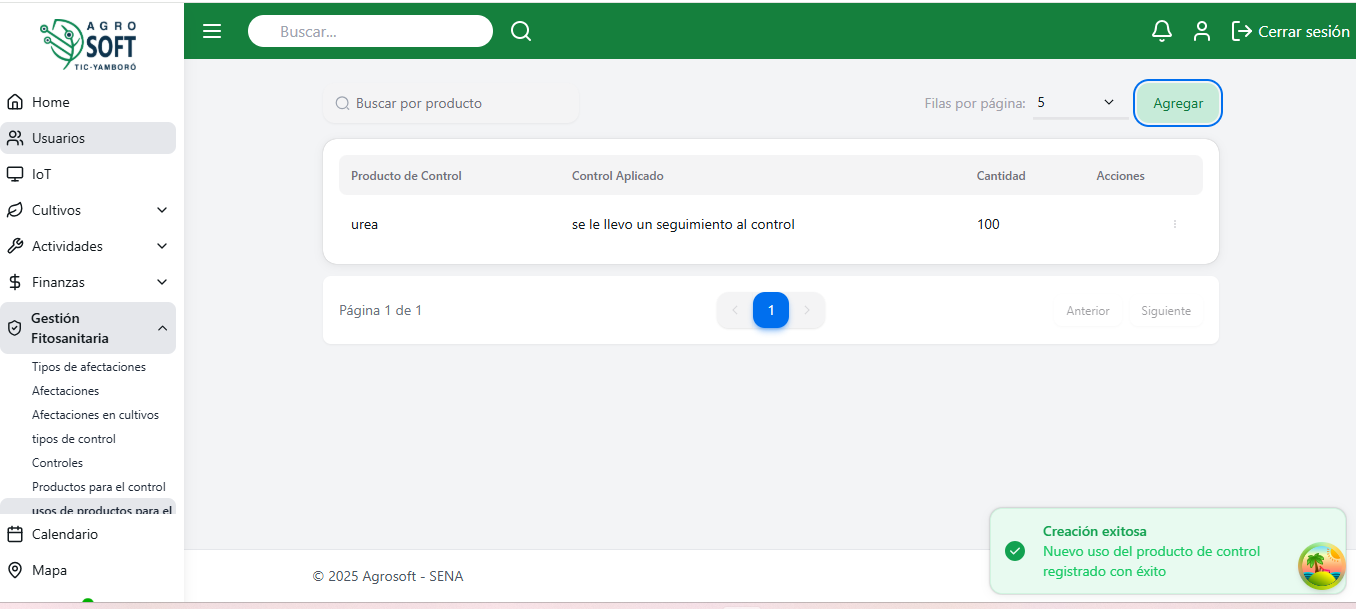 AGRO
SOFT
TIC-YAMBORÓ
Buscar...
Cerrar sesión
Home
Usuarios
IoT
Cultivos
Actividades
Finanzas
Gestión
Fitosanitaria
Tipos de afectaciones
Afectaciones
Afectaciones en cultivos
tipos de control
Controles
Productos para el control
usos de productos para el
Calendario
Mapa
Buscar por producto
Filas por página: 5
Agregar
Producto de Control Control Aplicado Cantidad Acciones
urea se le llevo un seguimiento al control 100
Página 1 de 1
1
Anterior Siguiente
Creación exitosa
Nuevo uso del producto de control
registrado con éxito
© 2025 Agrosoft - SENA